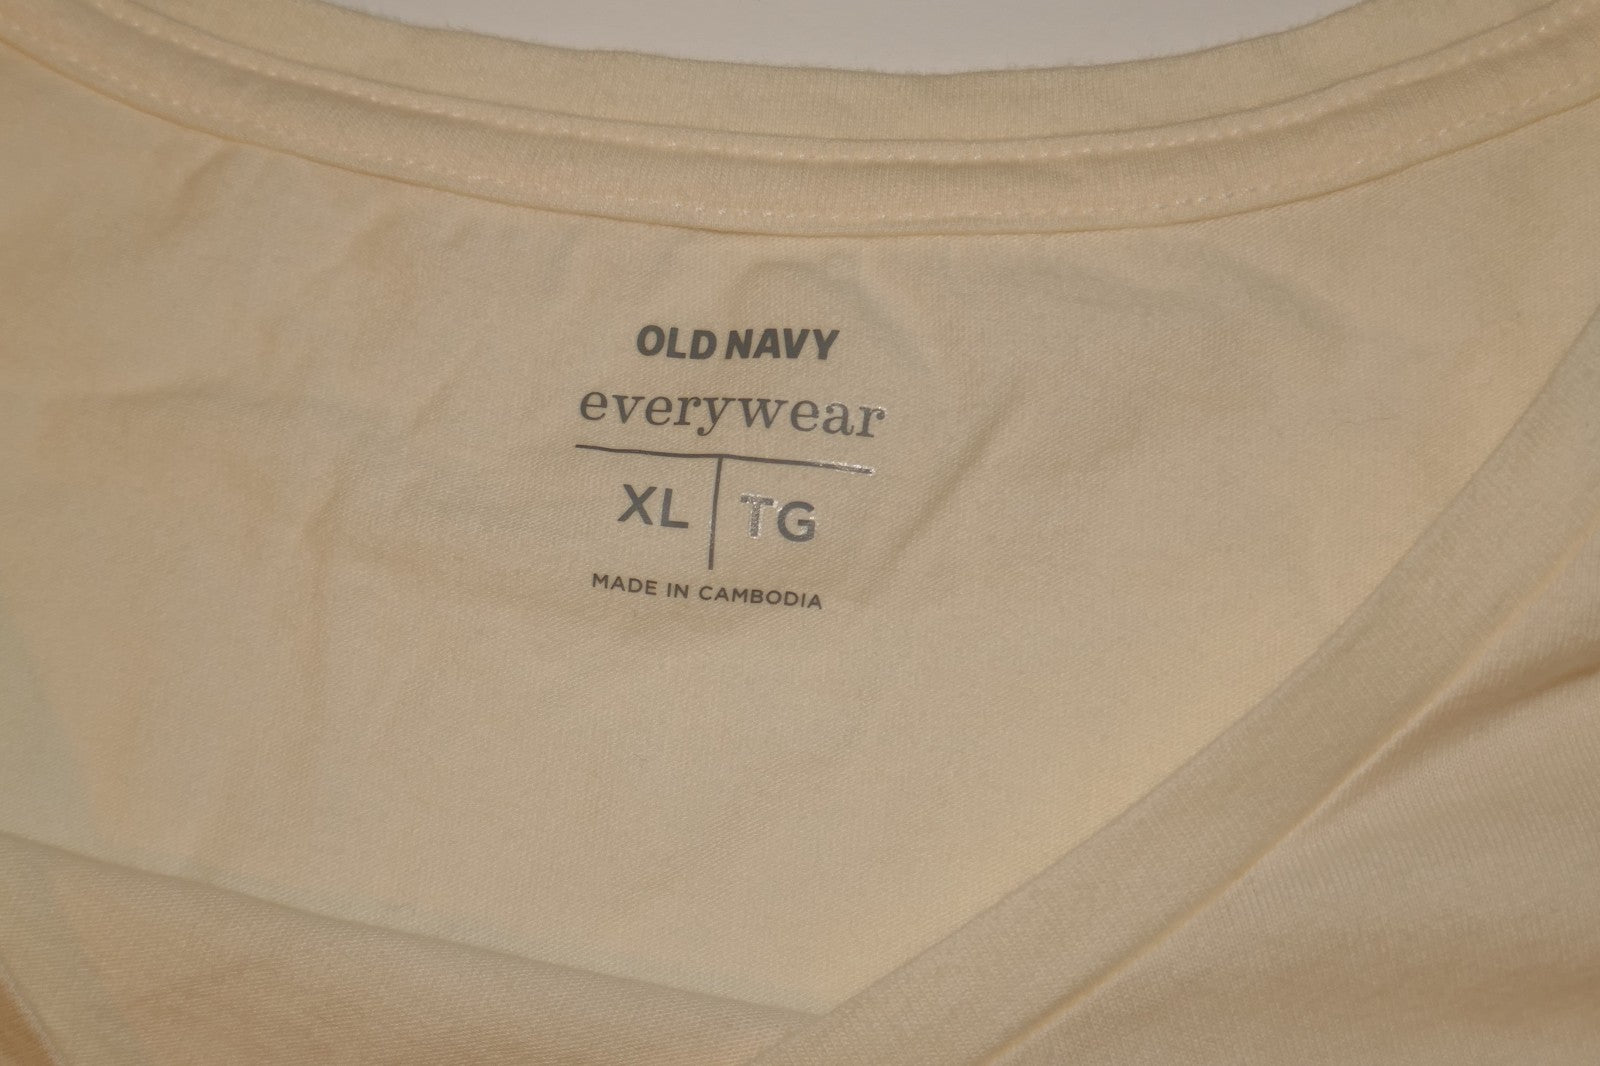 OLD NAVY
everywear
XL TG
MADE IN CAMBODIA